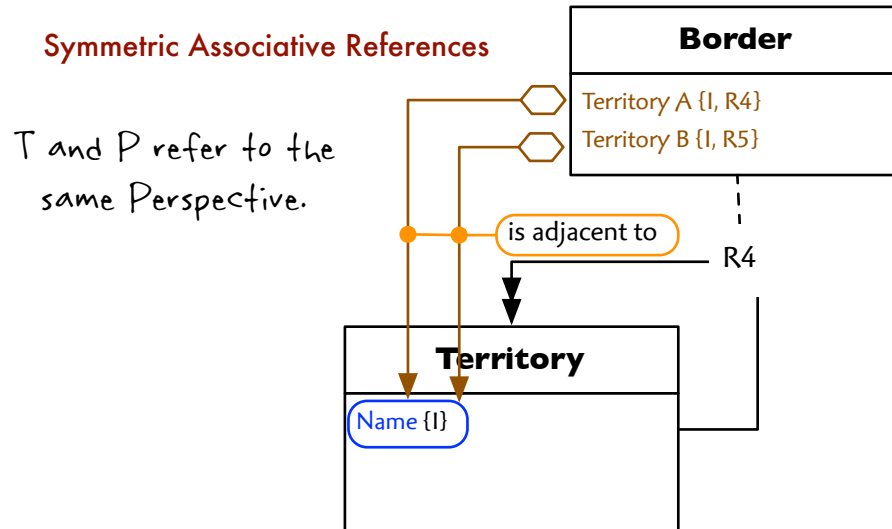 Symmetric Associative References
Border
Territory A {I, R4}
Territory B {I, R5}
T and P refer to the
same Perspective.
is adjacent to
R4
Territory
Name {I}